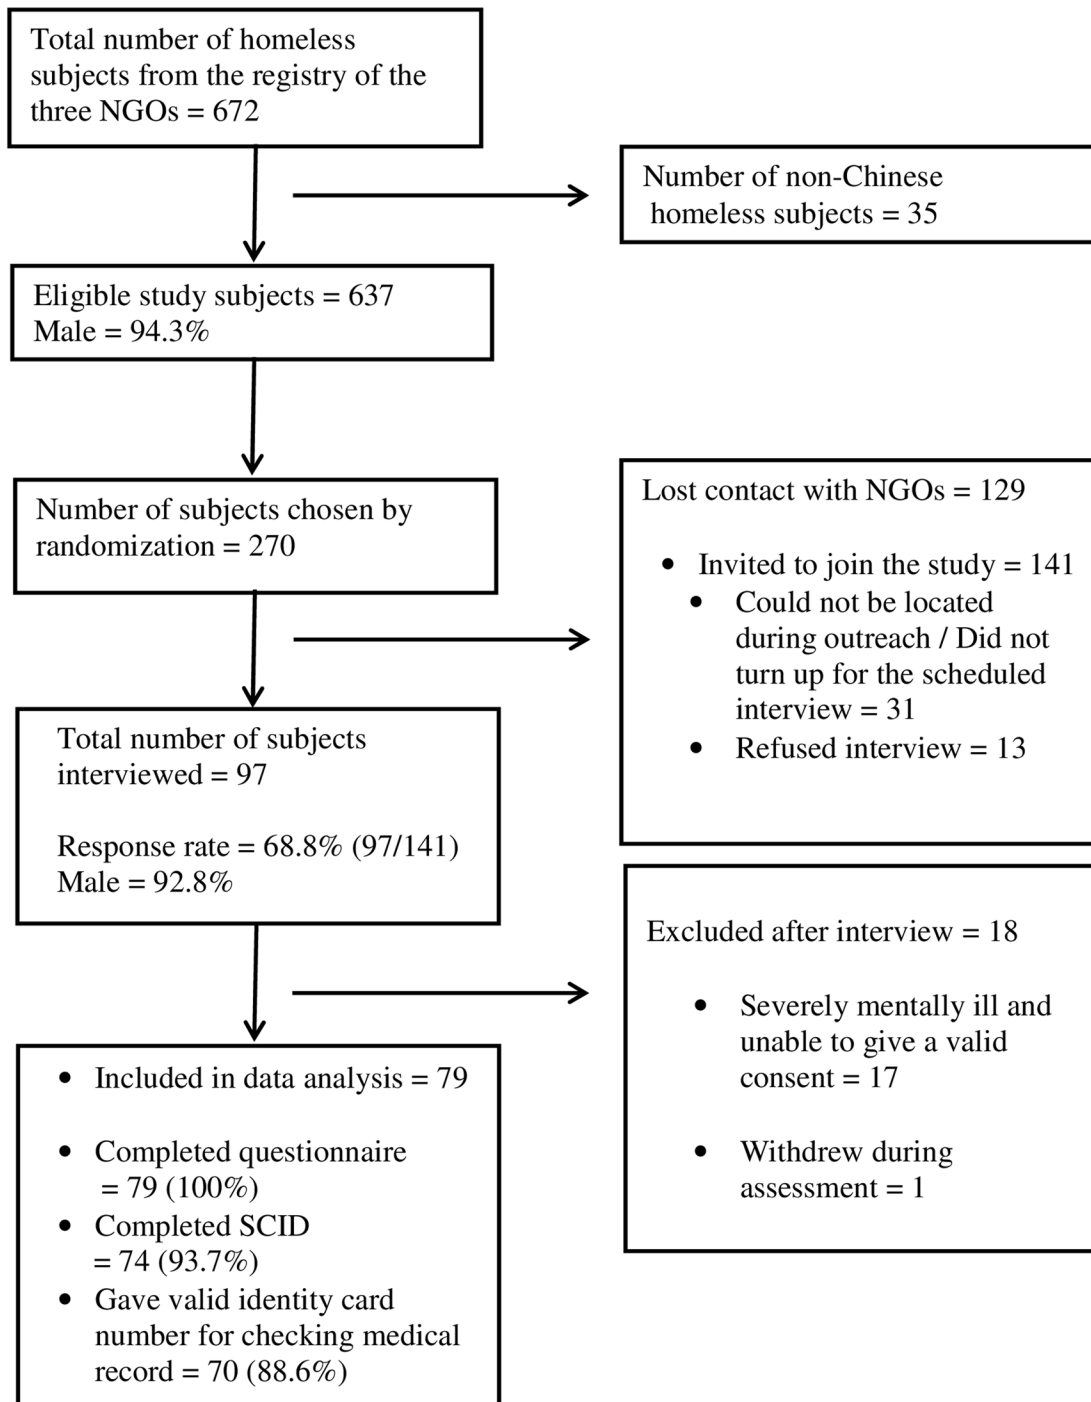 Total number of homeless
subjects from the registry of the
three NGOs = 672
Number of non-Chinese
homeless subjects = 35
Eligible study subjects = 637
Male = 94.3%
Number of subjects chosen by
randomization = 270
Lost contact with NGOs = 129
• Invited to join the study = 141
• Could not be located
during outreach / Did not
turn up for the scheduled
interview = 31
• Refused interview = 13
Total number of subjects
interviewed = 97
Response rate = 68.8% (97/141)
Male = 92.8%
Excluded after interview = 18
• Severely mentally ill and
unable to give a valid
consent = 17
• Withdrew during
assessment = 1
• Included in data analysis = 79
• Completed questionnaire
= 79 (100%)
• Completed SCID
= 74 (93.7%)
• Gave valid identity card
number for checking medical
record = 70 (88.6%)